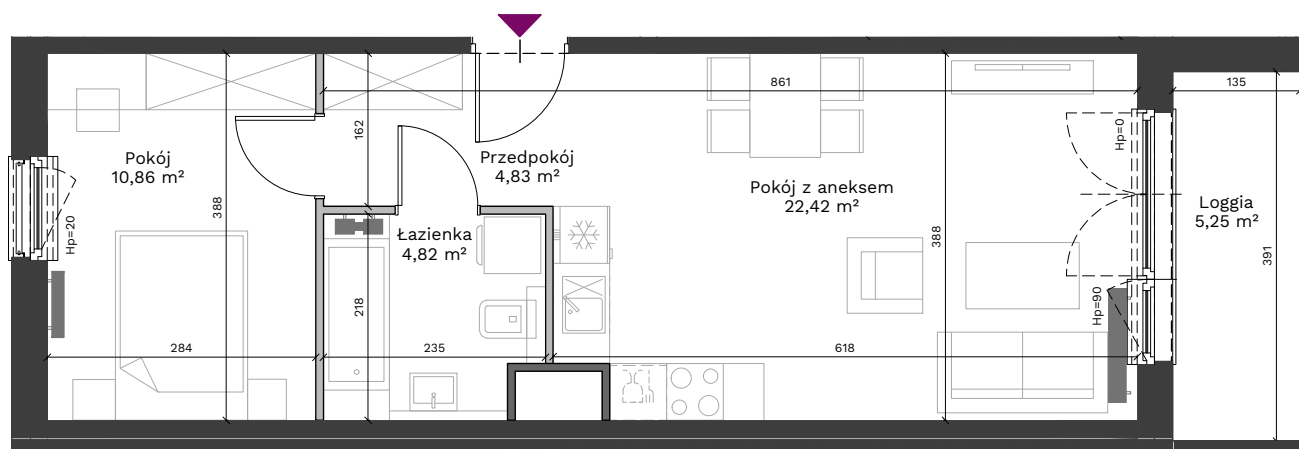 861
135
162
Hp=0
Pokój
10,86 m²
Przedpokój
4,83 m²
Pokój z aneksem
22,42 m²
Loggia
5,25 m²
388
Hp=20
Łazienka
4,82 m²
388
391
218
Hp=90
284
235
618